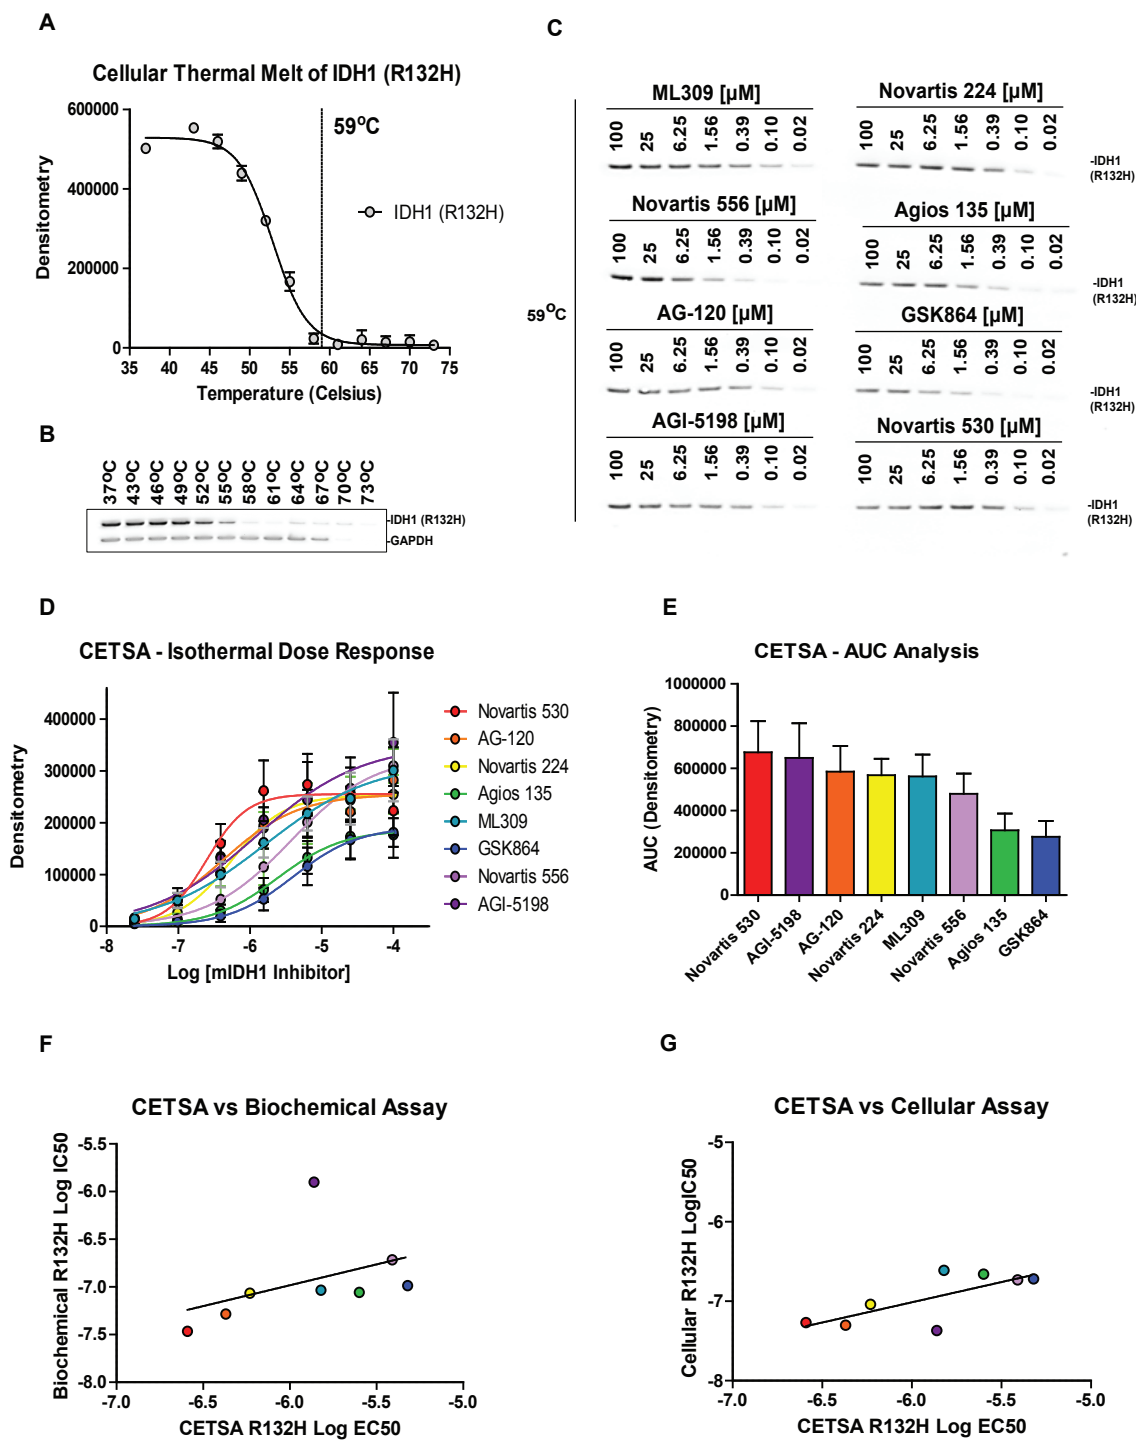 A
Cellular Thermal Melt of IDH1 (R132H)
600000
400000
200000
0
Densitometry
59°C
IDH1 (R132H)
35 40 45 50 55 60 65 70 75
Temperature (Celsius)
B
37°C 43°C 46°C 49°C 52°C 55°C 58°C 61°C 64°C 67°C 70°C 73°C
-IDH1 (R132H)
-GAPDH
C
59°C
ML309 [µM]
100 25 6.25 1.56 0.39 0.10 0.02
Novartis 224 [µM]
100 25 6.25 1.56 0.39 0.10 0.02
-IDH1
(R132H)
Novartis 556 [µM]
100 25 6.25 1.56 0.39 0.10 0.02
Agios 135 [µM]
100 25 6.25 1.56 0.39 0.10 0.02
-IDH1
(R132H)
AG-120 [µM]
100 25 6.25 1.56 0.39 0.10 0.02
GSK864 [µM]
100 25 6.25 1.56 0.39 0.10 0.02
-IDH1
(R132H)
AGI-5198 [µM]
100 25 6.25 1.56 0.39 0.10 0.02
Novartis 530 [µM]
100 25 6.25 1.56 0.39 0.10 0.02
-IDH1
(R132H)
D
CETSA - Isothermal Dose Response
400000
300000
200000
100000
0
Densitometry
-8 -7 -6 -5 -4
Log [mIDH1 Inhibitor]
Novartis 530
AG-120
Novartis 224
Agios 135
ML309
GSK864
Novartis 556
AGI-5198
E
CETSA - AUC Analysis
1000000
800000
600000
400000
200000
0
AUC (Densitometry)
Novartis 530
AGI-5198
AG-120
Novartis 224
ML309
Novartis 556
Agios 135
GSK864
F
CETSA vs Biochemical Assay
-5.5
-6.0
-6.5
-7.0
-7.5
-8.0
Biochemical R132H Log IC50
-7.0 -6.5 -6.0 -5.5 -5.0
CETSA R132H Log EC50
G
CETSA vs Cellular Assay
-5
-6
-7
-8
Cellular R132H LogIC50
-7.0 -6.5 -6.0 -5.5 -5.0
CETSA R132H Log EC50